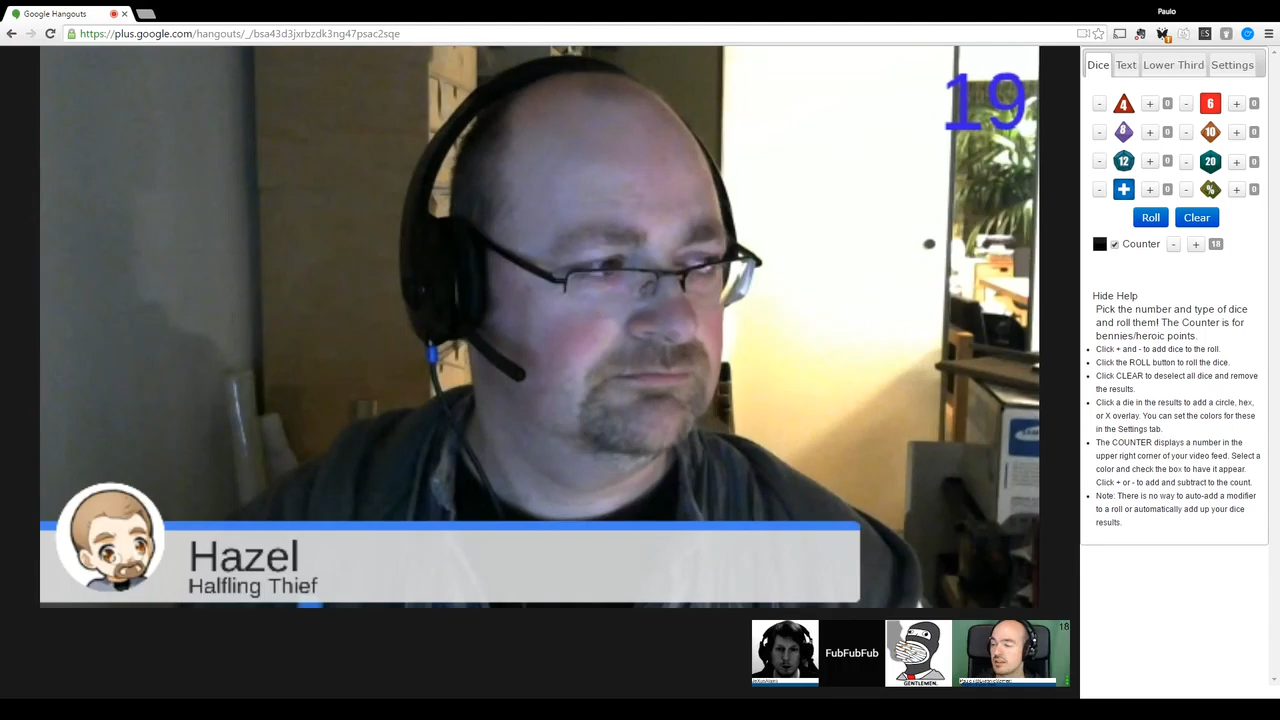 Paulo
Google Hangouts
https://plus.google.com/hangouts/_/bsa43d3jxrbzdk3ng47psac2sqe
ES
Dice Text Lower Third Settings
19
- 4 + 0 - 6 + 0
- 8 + 0 - 10 + 0
- 12 + 0 - 20 + 0
- + + 0 - % + 0
Roll Clear
Counter - + 18
Hide Help
Pick the number and type of dice
and roll them! The Counter is for
bennies/heroic points.
Click + and - to add dice to the roll.
Click the ROLL button to roll the dice.
Click CLEAR to deselect all dice and remove
the results.
Click a die in the results to add a circle, hex,
or X overlay. You can set the colors for these
in the Settings tab.
The COUNTER displays a number in the
upper right corner of your video feed. Select a
color and check the box to have it appear.
Click + or - to add and subtract to the count.
Note: There is no way to auto-add a modifier
to a roll or automatically add up your dice
results.
SAMSUNG
Hazel
Halfling Thief
FubFubFub
GENTLEMEN.
18